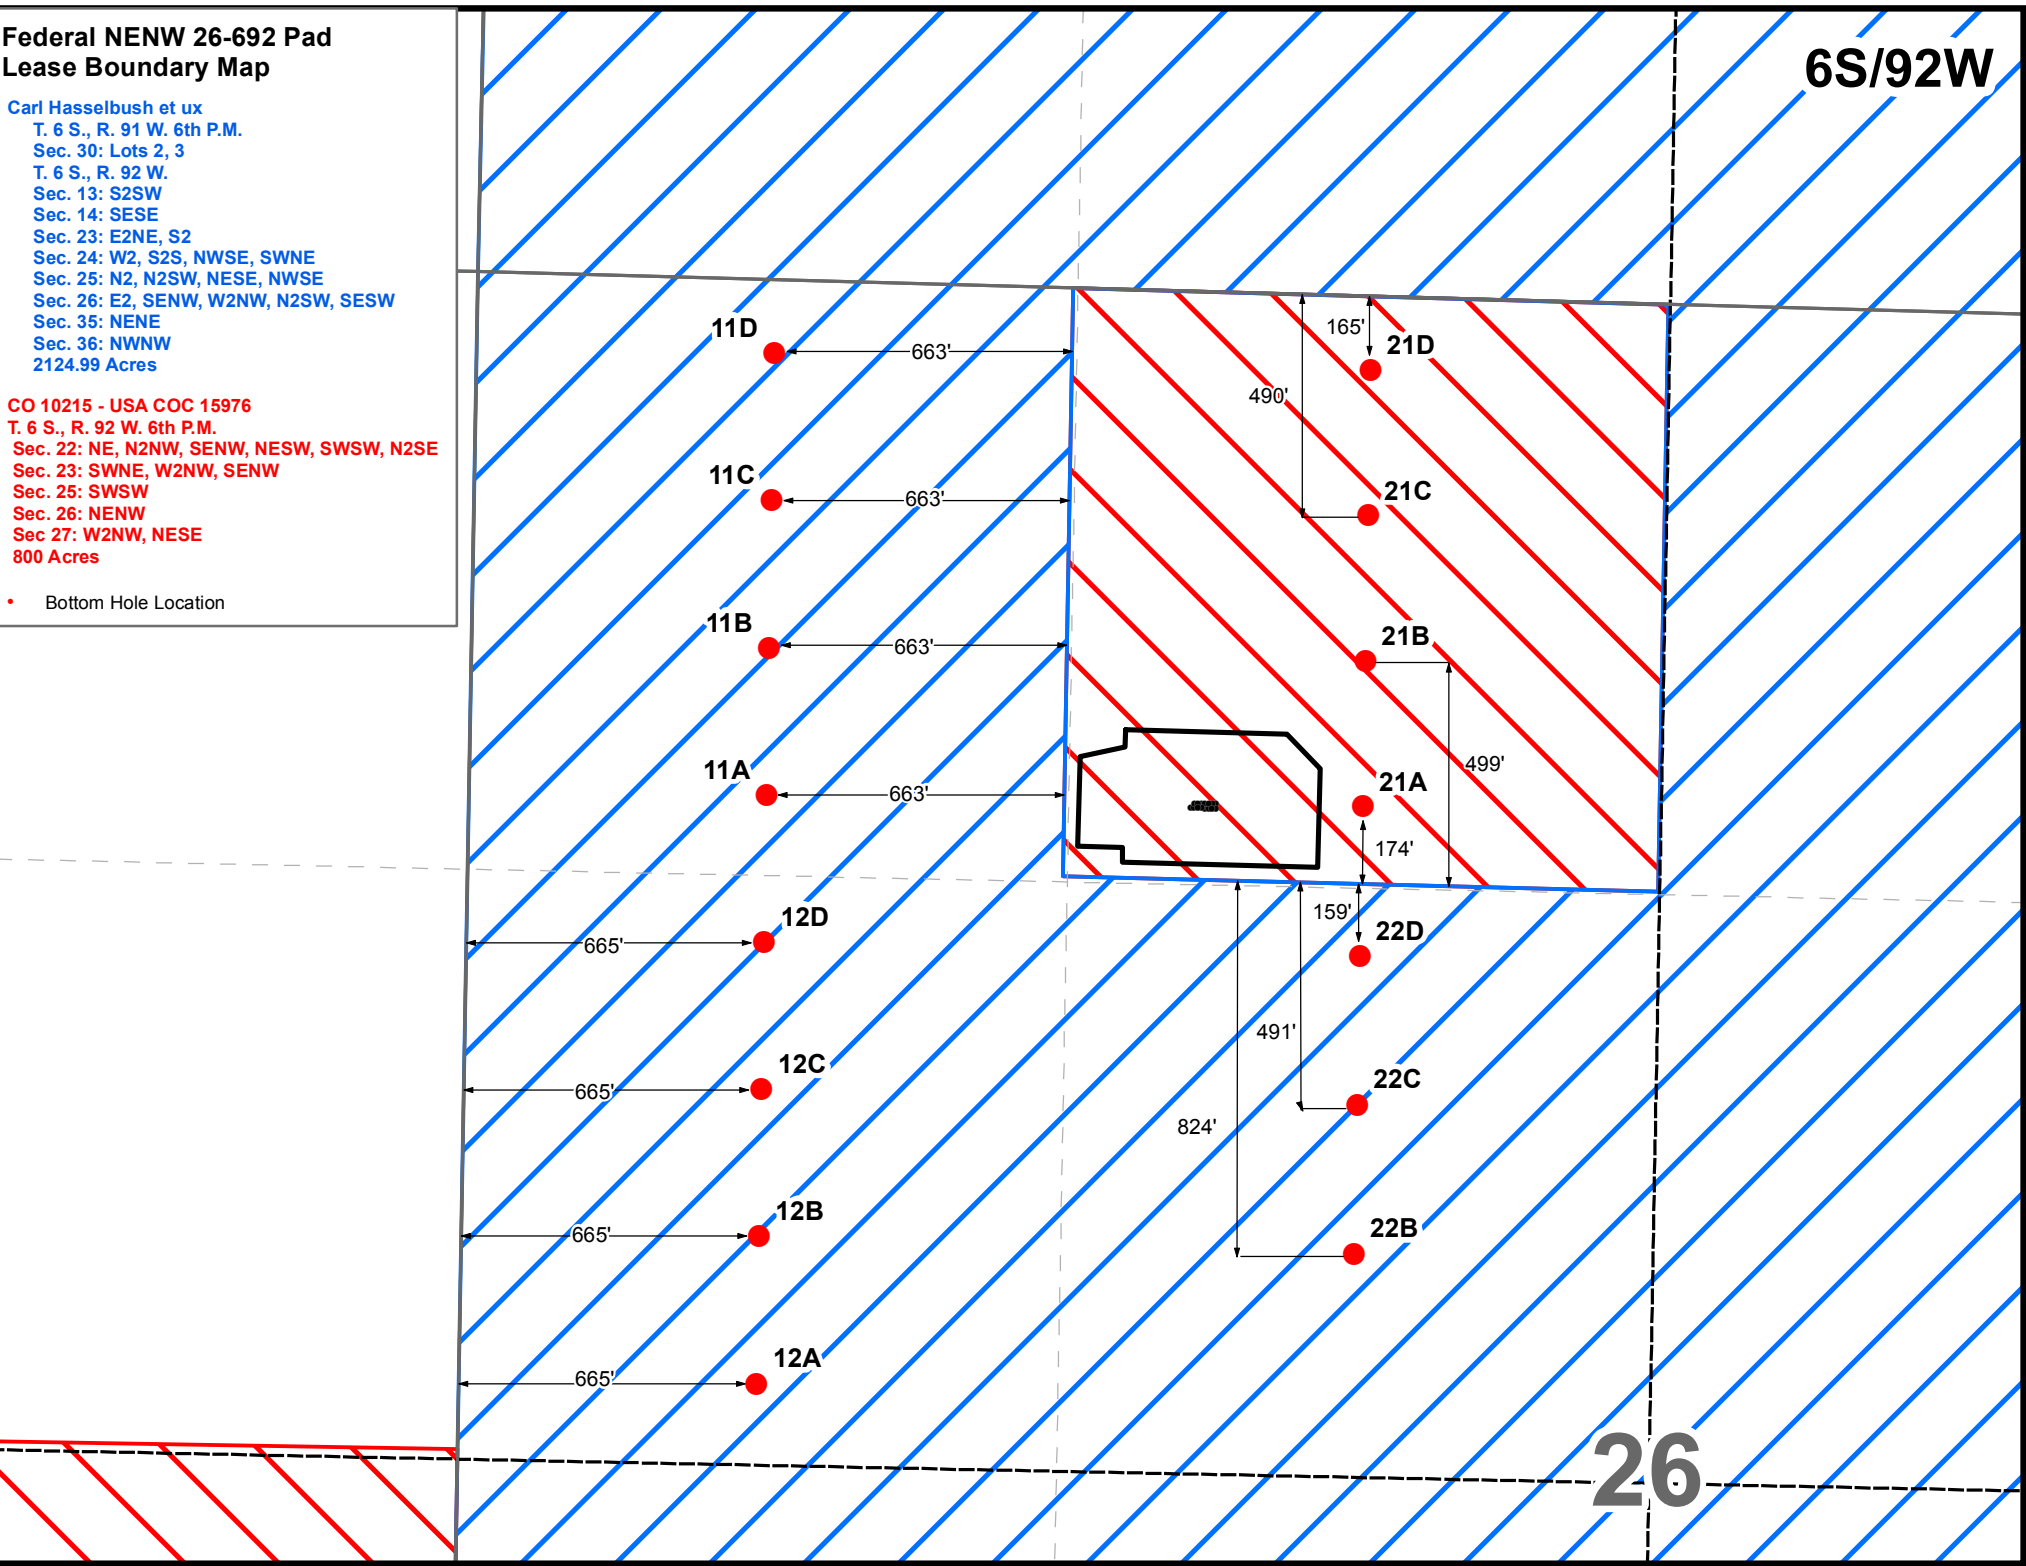 Federal NENW 26-692 Pad
Lease Boundary Map
Carl Hasselbush et ux
T. 6 S., R. 91 W. 6th P.M.
Sec. 30: Lots 2, 3
T. 6 S., R. 92 W.
Sec. 13: S2SW
Sec. 14: SESE
Sec. 23: E2NE, S2
Sec. 24: W2, S2S, NWSE, SWNE
Sec. 25: N2, N2SW, NESE, NWSE
Sec. 26: E2, SENW, W2NW, N2SW, SESW
Sec. 35: NENE
Sec. 36: NWNW
2124.99 Acres
CO 10215 - USA COC 15976
T. 6 S., R. 92 W. 6th P.M.
Sec. 22: NE, N2NW, SENW, NESW, SWSW, N2SE
Sec. 23: SWNE, W2NW, SENW
Sec. 25: SWSW
Sec. 26: NENW
Sec 27: W2NW, NESE
800 Acres
Bottom Hole Location
6S/92W
11D
663'
165'
21D
490'
11C
663'
21C
11B
663'
21B
499'
11A
663'
21A
174'
12D
665'
159'
22D
491'
12C
665'
22C
824'
12B
665'
22B
12A
665'
26